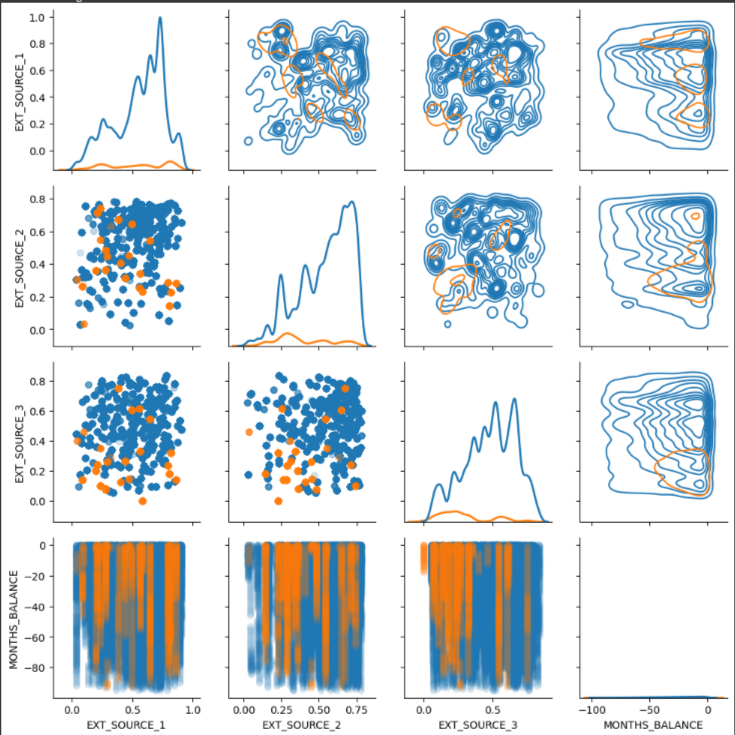 1.0
0.8
0.6
0.4
0.2
0.0
EXT_SOURCE_1
0.8
0.6
0.4
0.2
0.0
EXT_SOURCE_2
0.8
0.6
0.4
0.2
0.0
EXT_SOURCE_3
0
−20
−40
−60
−80
MONTHS_BALANCE
0.0 0.5 1.0
EXT_SOURCE_1
0.00 0.25 0.50 0.75
EXT_SOURCE_2
0.0 0.5
EXT_SOURCE_3
−100 −50 0
MONTHS_BALANCE